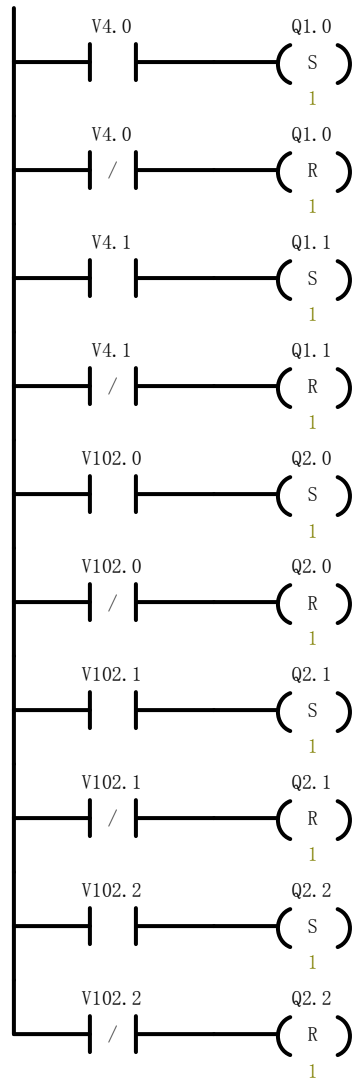 V4.0 Q1.0
S
1
V4.0 Q1.0
/ R
1
V4.1 Q1.1
S
1
V4.1 Q1.1
/ R
1
V102.0 Q2.0
S
1
V102.0 Q2.0
/ R
1
V102.1 Q2.1
S
1
V102.1 Q2.1
/ R
1
V102.2 Q2.2
S
1
V102.2 Q2.2
/ R
1